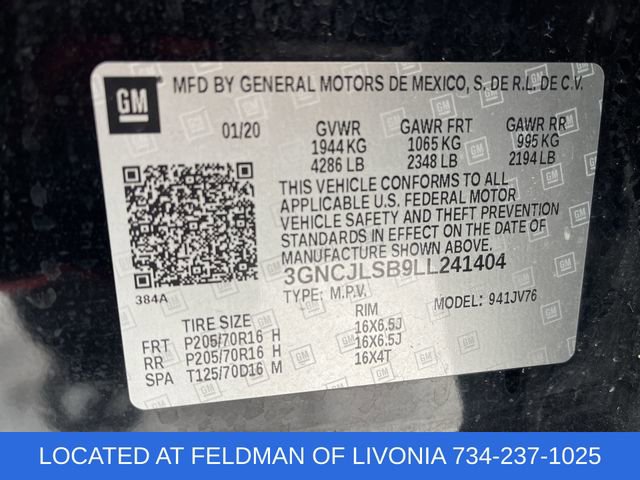 GM
MFD BY GENERAL MOTORS DE MEXICO, S. DE R.L. DE C.V.
01/20 GVWR GAWR FRT GAWR RR
1944 KG 1065 KG 995 KG
4286 LB 2348 LB 2194 LB
THIS VEHICLE CONFORMS TO ALL
APPLICABLE U.S. FEDERAL MOTOR
VEHICLE SAFETY AND THEFT PREVENTION
STANDARDS IN EFFECT ON THE DATE OF
MANUFACTURE SHOWN ABOVE.
3GNCJLSB9LL241404
384A TYPE: M.P.V. MODEL: 941JV76
TIRE SIZE RIM
FRT P205/70R16 H 16X6.5J
RR P205/70R16 H 16X6.5J
SPA T125/70D16 M 16X4T
LOCATED AT FELDMAN OF LIVONIA 734-237-1025